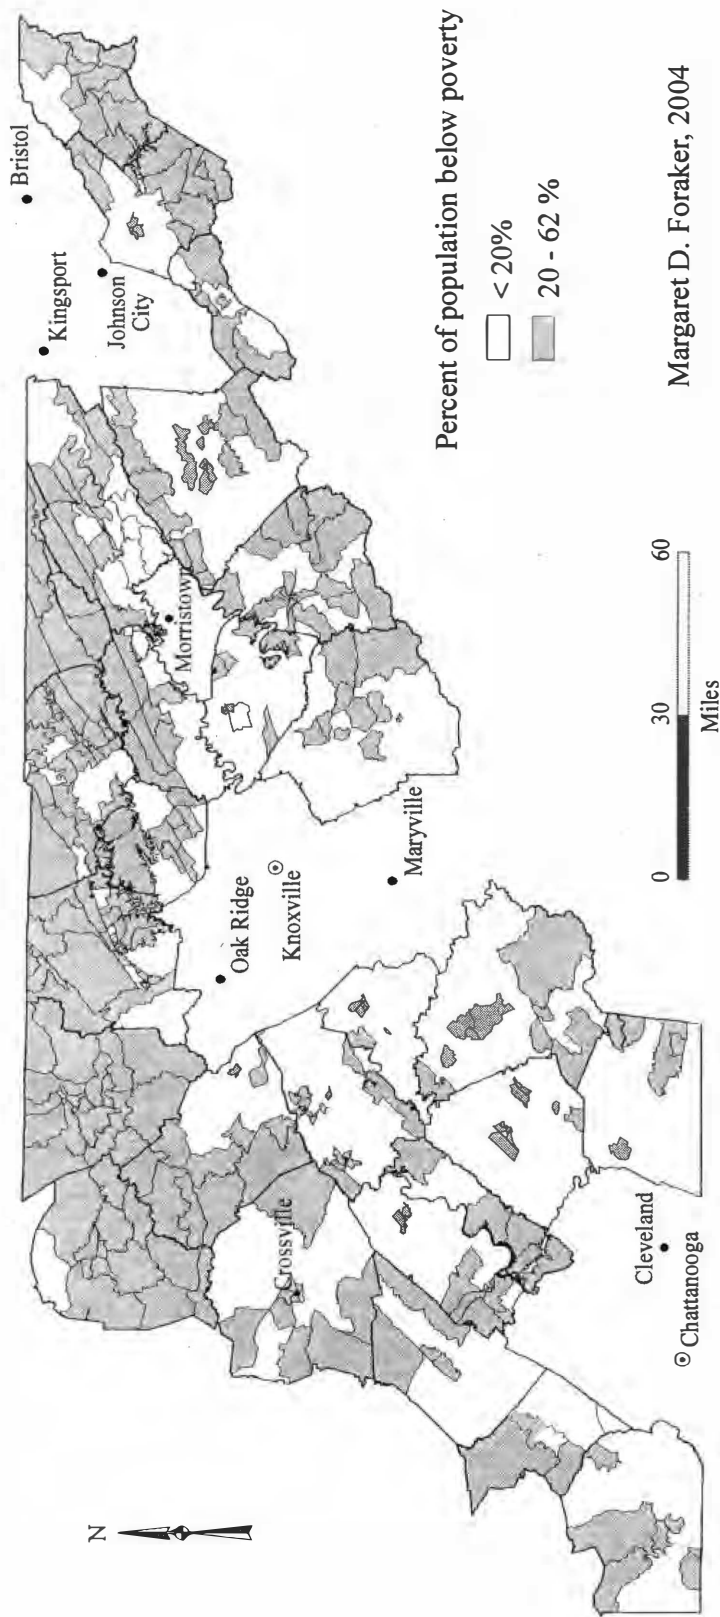 N
Bristol
Kingsport
Johnson
City
Morristown
Oak Ridge
Knoxville
Maryville
Crossville
Cleveland
Chattanooga
Percent of population below poverty
< 20%
20 - 62 %
0 30 60
Miles
Margaret D. Foraker, 2004